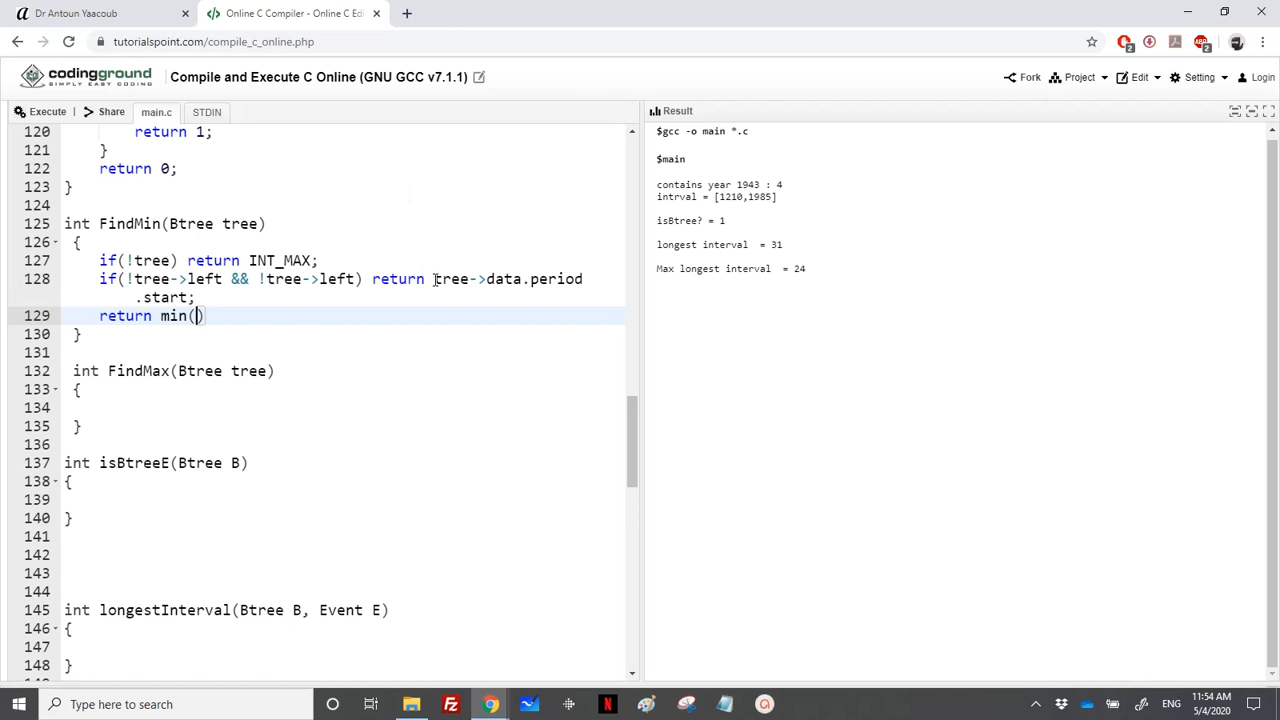 Dr Antoun Yaacoub
Online C Compiler - Online C Edi
tutorialspoint.com/compile_c_online.php
2
ABP
2
codingground
SIMPLY EASY CODING
Compile and Execute C Online (GNU GCC v7.1.1)
Fork
Project
Edit
Setting
Login
Execute
Share
main.c
STDIN
Result
120 return 1;
121 }
122 return 0;
123 }
124
125 int FindMin(Btree tree)
126 {
127 if(!tree) return INT_MAX;
128 if(!tree->left && !tree->left) return tree->data.period
.start;
129 return min()
130 }
131
132 int FindMax(Btree tree)
133 {
134
135 }
136
137 int isBtreeE(Btree B)
138 {
139
140 }
141
142
143
144
145 int longestInterval(Btree B, Event E)
146 {
147
148 }
$gcc -o main *.c
$main
contains year 1943 : 4
intrval = [1210,1985]
isBtree? = 1
longest interval = 31
Max longest interval = 24
Type here to search
ENG
11:54 AM
5/4/2020